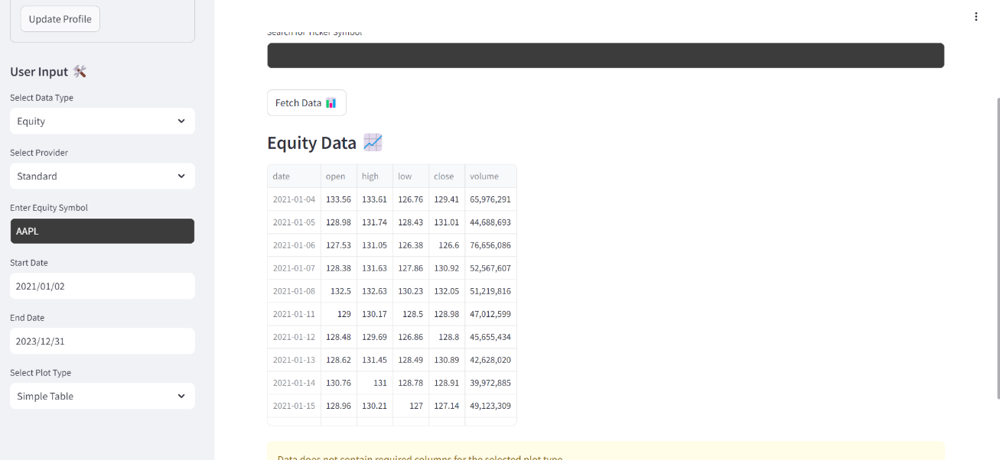 Update Profile
User Input
Select Data Type
Equity
Select Provider
Standard
Enter Equity Symbol
AAPL
Start Date
2021/01/02
End Date
2023/12/31
Select Plot Type
Simple Table
Search for Ticker Symbol
Fetch Data
Equity Data
date open high low close volume
2021-01-04 133.56 133.61 126.76 129.41 65,976,291
2021-01-05 128.98 131.74 128.43 131.01 44,688,693
2021-01-06 127.53 131.05 126.38 126.6 76,656,086
2021-01-07 128.38 131.63 127.86 130.92 52,567,607
2021-01-08 132.5 132.63 130.23 132.05 51,219,816
2021-01-11 129 130.17 128.5 128.98 47,012,599
2021-01-12 128.48 129.69 126.86 128.8 45,655,434
2021-01-13 128.62 131.45 128.49 130.89 42,628,020
2021-01-14 130.76 131 128.78 128.91 39,972,885
2021-01-15 128.96 130.21 127 127.14 49,123,309
Data does not contain required columns for the selected plot type